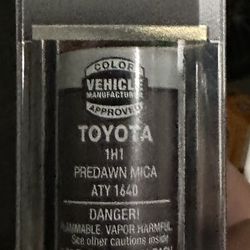 COLOR
VEHICLE
MANUFACTURER
APPROVED
TOYOTA
1H1
PREDAWN MICA
ATY 1640
DANGER!
FLAMMABLE, VAPOR HARMFUL
See other cautions inside